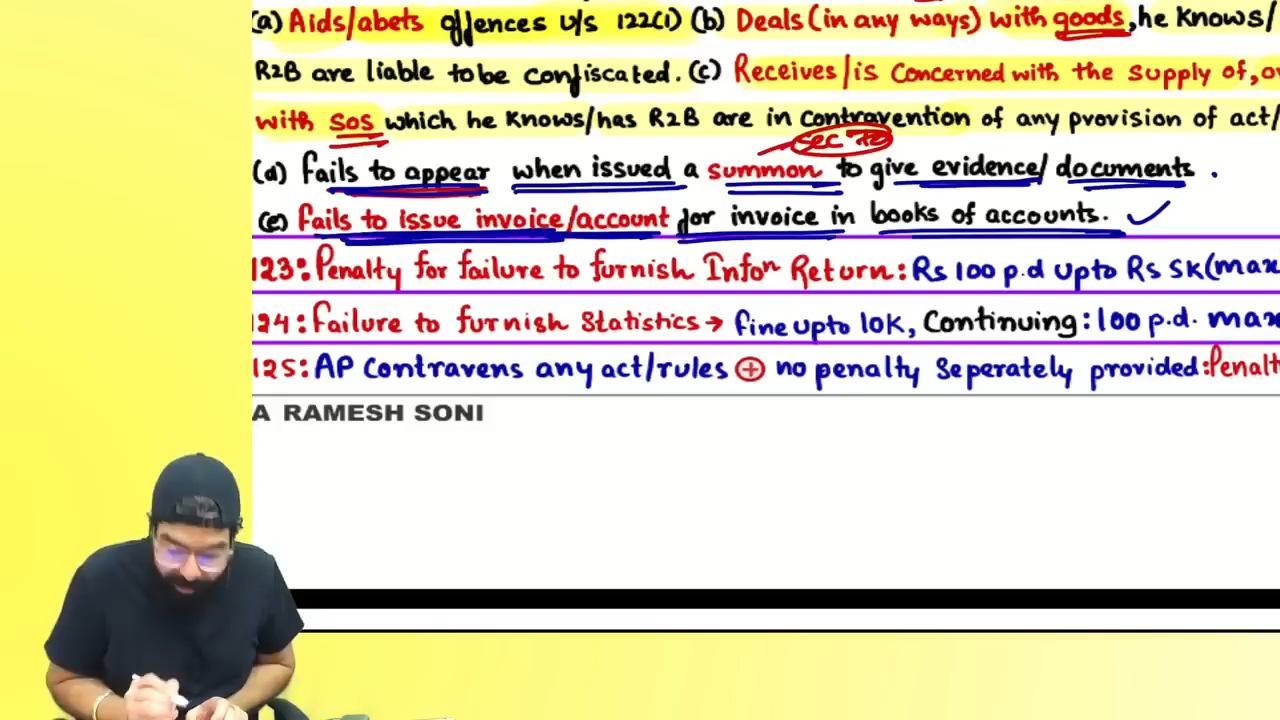 (a) Aids/abets offences u/s 122(1) (b) Deals (in any ways) with goods, he knows/
R2B are liable to be confiscated. (c) Receives/is concerned with the supply of, or
with SOS which he knows/has R2B are in contravention of any provision of act/
sec 70
(d) fails to appear when issued a summon to give evidence/documents.
(e) fails to issue invoice/account for invoice in books of accounts.
123: Penalty for failure to furnish Infoⁿ Return: Rs 100 p.d upto Rs 5K (max
124: Failure to furnish Statistics → fine upto 10K, Continuing: 100 p.d. max
125: AP Contravens any act/rules ⊕ no penalty Seperately provided: Penalt
A RAMESH SONI